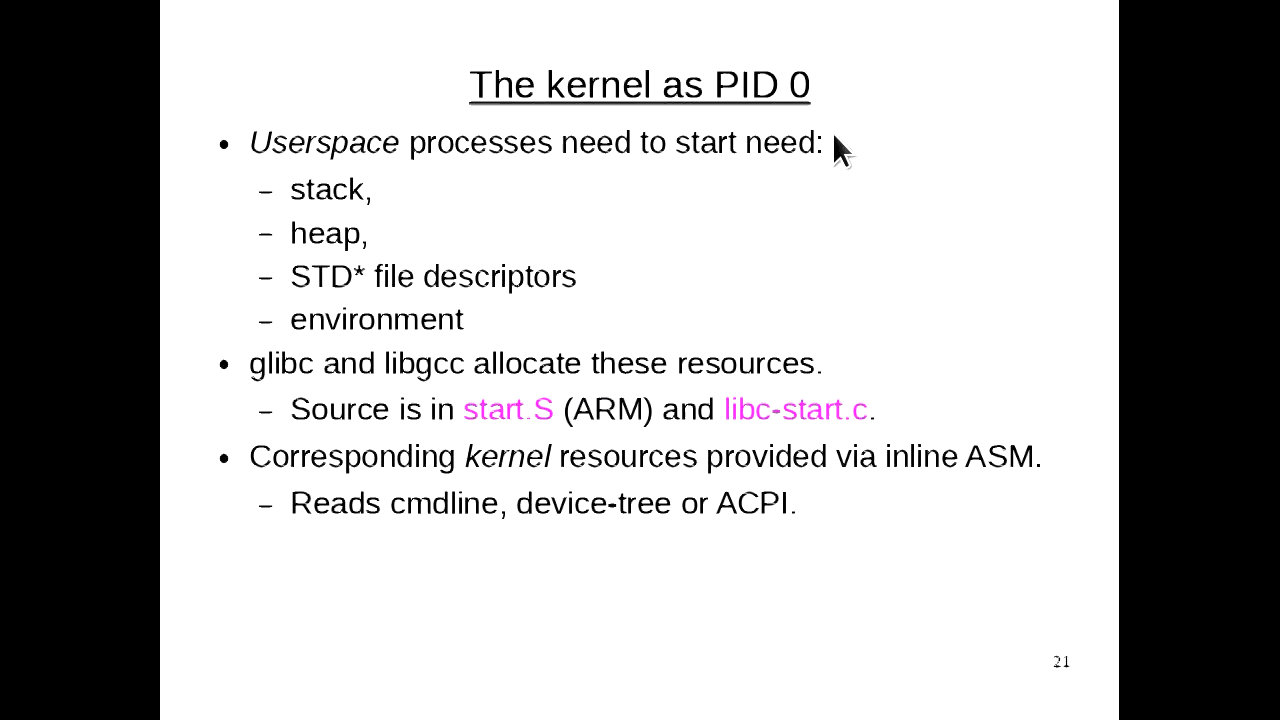 The kernel as PID 0
• Userspace processes need to start need:
– stack,
– heap,
– STD* file descriptors
– environment
• glibc and libgcc allocate these resources.
– Source is in start.S (ARM) and libc-start.c.
• Corresponding kernel resources provided via inline ASM.
– Reads cmdline, device-tree or ACPI.
21